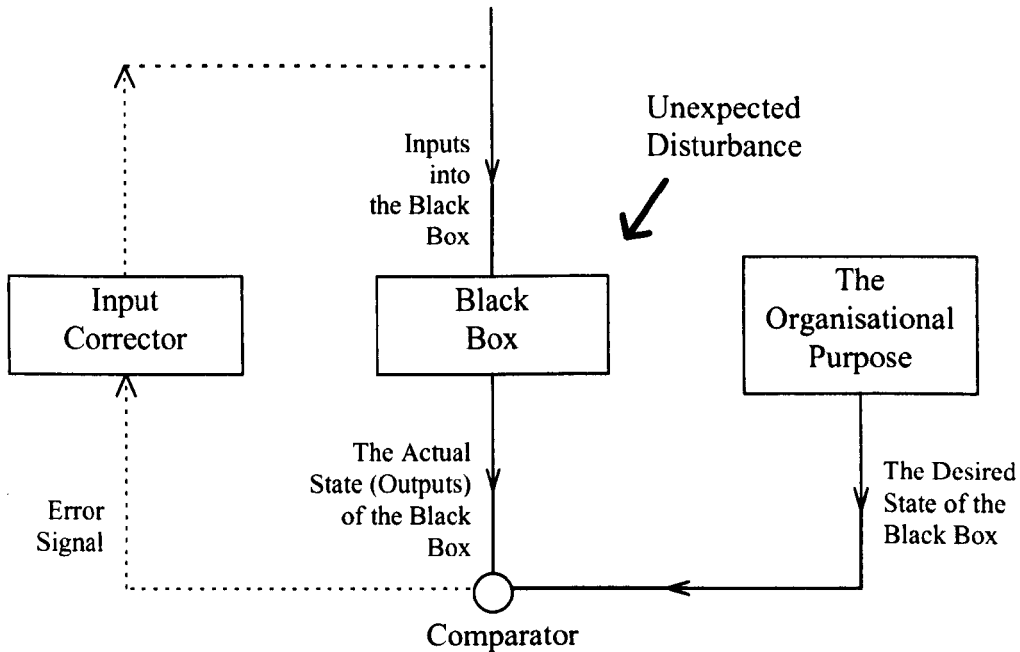 Unexpected
Disturbance
Inputs
into
the Black
Box
Input
Corrector
Black
Box
The
Organisational
Purpose
The Actual
State (Outputs)
of the Black
Box
The Desired
State of the
Black Box
Error
Signal
Comparator